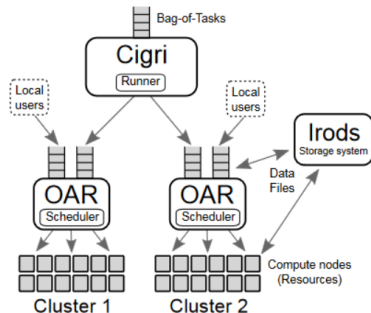 Bag-of-Tasks
Cigri
Runner
Local
users
Local
users
Irods
Storage system
OAR
Scheduler
OAR
Scheduler
Data
Files
Compute nodes
(Resources)
Cluster 1
Cluster 2